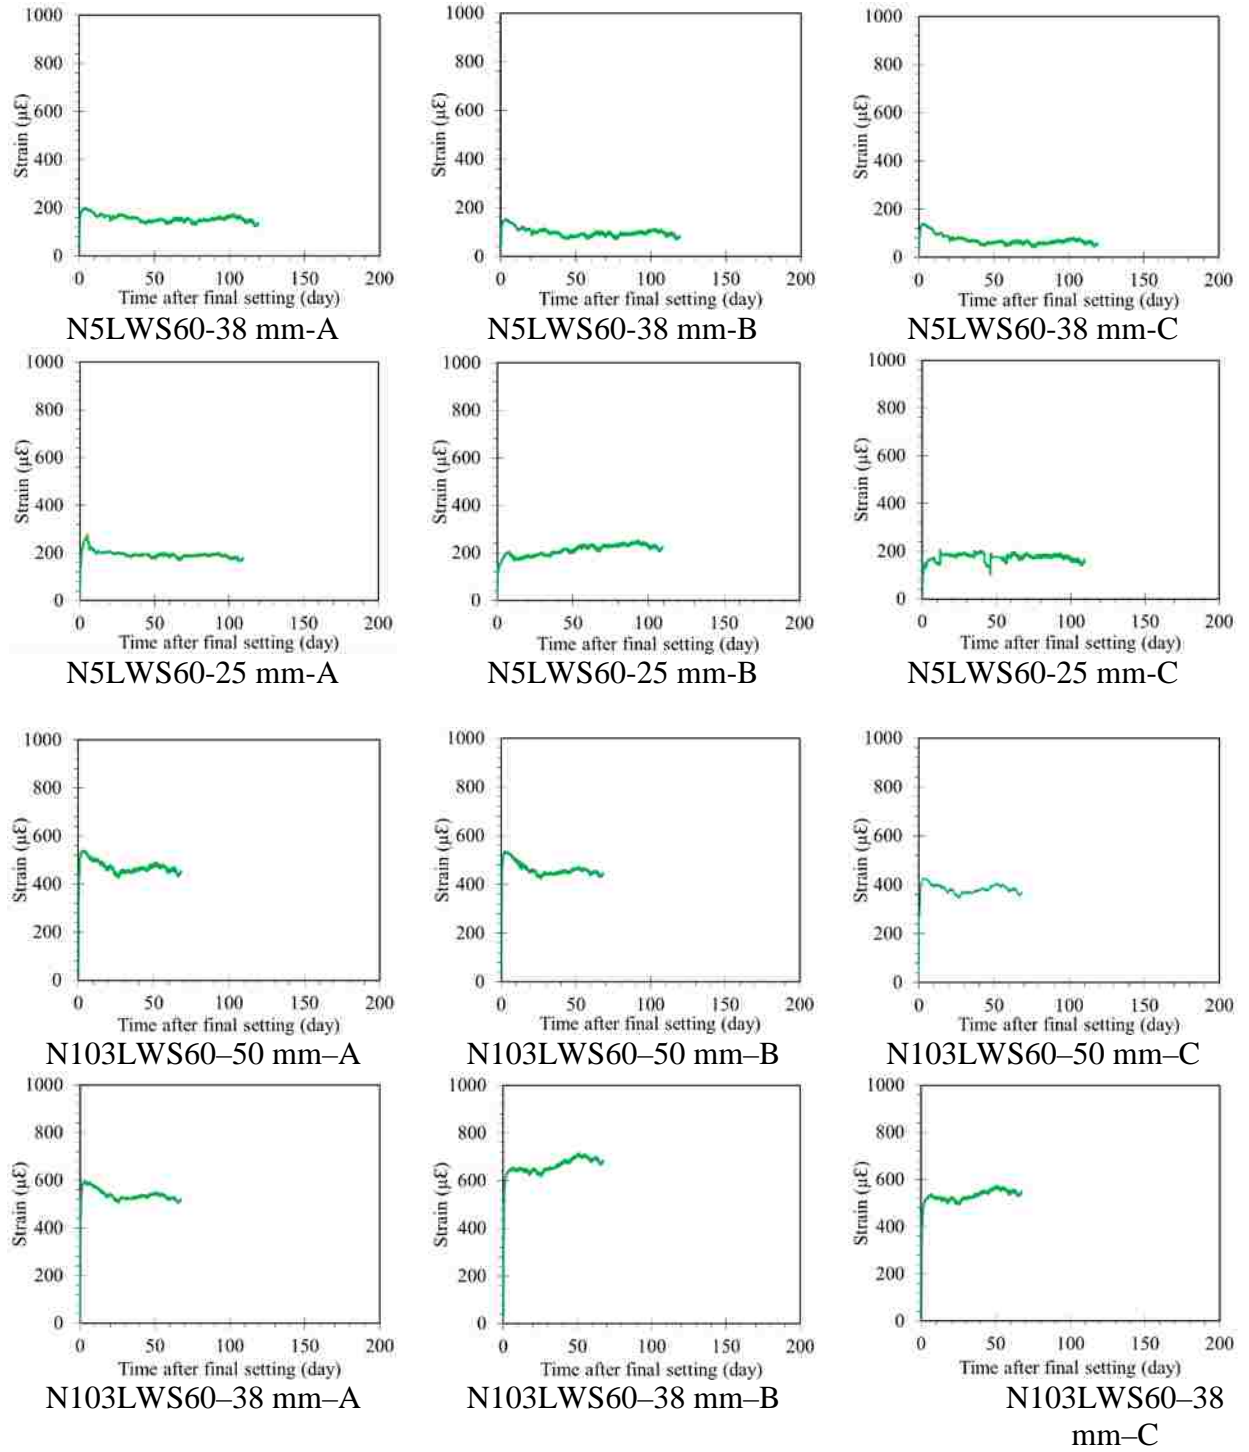 1000 1000 1000
800 800 800
600 600 600
400 400 400
200 200 200
0 0 0
Strain (µƐ) Strain (µƐ) Strain (µƐ)
0 50 100 150 200 0 50 100 150 200 0 50 100 150 200
Time after final setting (day) Time after final setting (day) Time after final setting (day)
N5LWS60-38 mm-A N5LWS60-38 mm-B N5LWS60-38 mm-C
1000 1000 1000
800 800 800
600 600 600
400 400 400
200 200 200
0 0 0
Strain (µƐ) Strain (µƐ) Strain (µƐ)
0 50 100 150 200 0 50 100 150 200 0 50 100 150 200
Time after final setting (day) Time after final setting (day) Time after final setting (day)
N5LWS60-25 mm-A N5LWS60-25 mm-B N5LWS60-25 mm-C
1000 1000 1000
800 800 800
600 600 600
400 400 400
200 200 200
0 0 0
Strain (µƐ) Strain (µƐ) Strain (µƐ)
0 50 100 150 200 0 50 100 150 200 0 50 100 150 200
Time after final setting (day) Time after final setting (day) Time after final setting (day)
N103LWS60–50 mm–A N103LWS60–50 mm–B N103LWS60–50 mm–C
1000 1000 1000
800 800 800
600 600 600
400 400 400
200 200 200
0 0 0
Strain (µƐ) Strain (µƐ) Strain (µƐ)
0 50 100 150 200 0 50 100 150 200 0 50 100 150 200
Time after final setting (day) Time after final setting (day) Time after final setting (day)
N103LWS60–38 mm–A N103LWS60–38 mm–B N103LWS60–38
mm–C